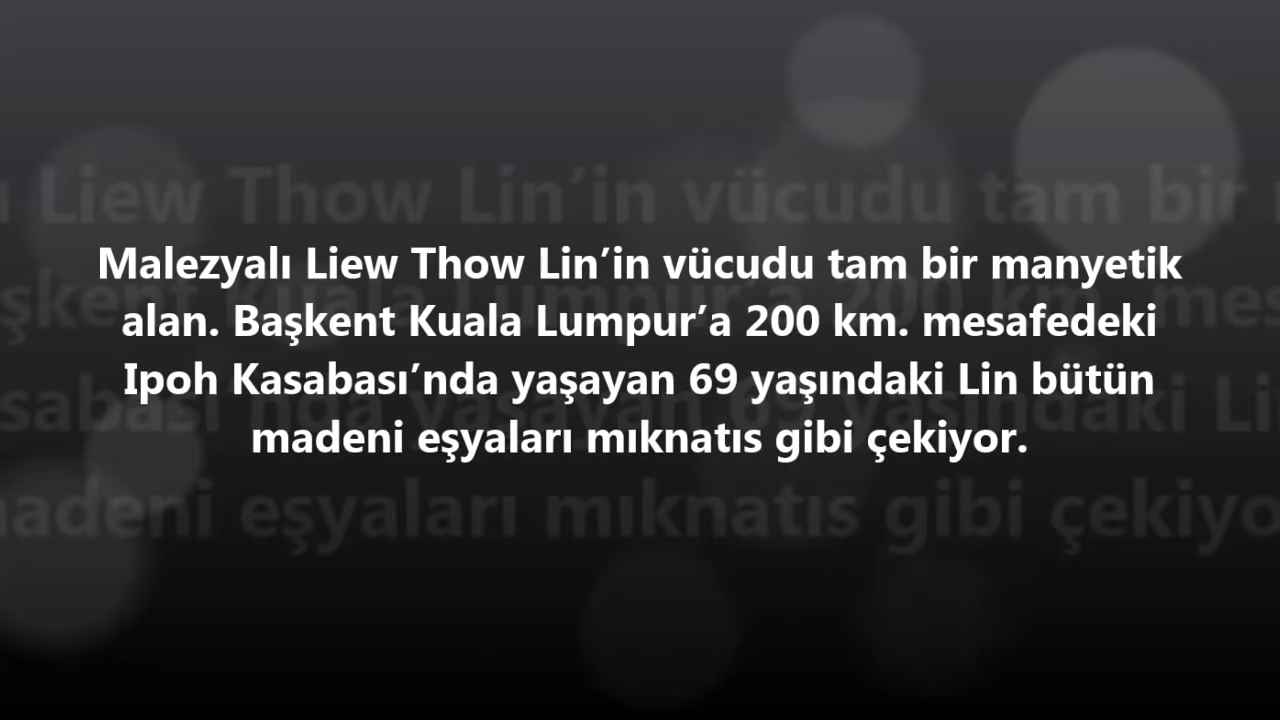 Malezyalı Liew Thow Lin’in vücudu tam bir manyetik
alan. Başkent Kuala Lumpur’a 200 km. mesafedeki
Ipoh Kasabası’nda yaşayan 69 yaşındaki Lin bütün
madeni eşyaları mıknatıs gibi çekiyor.